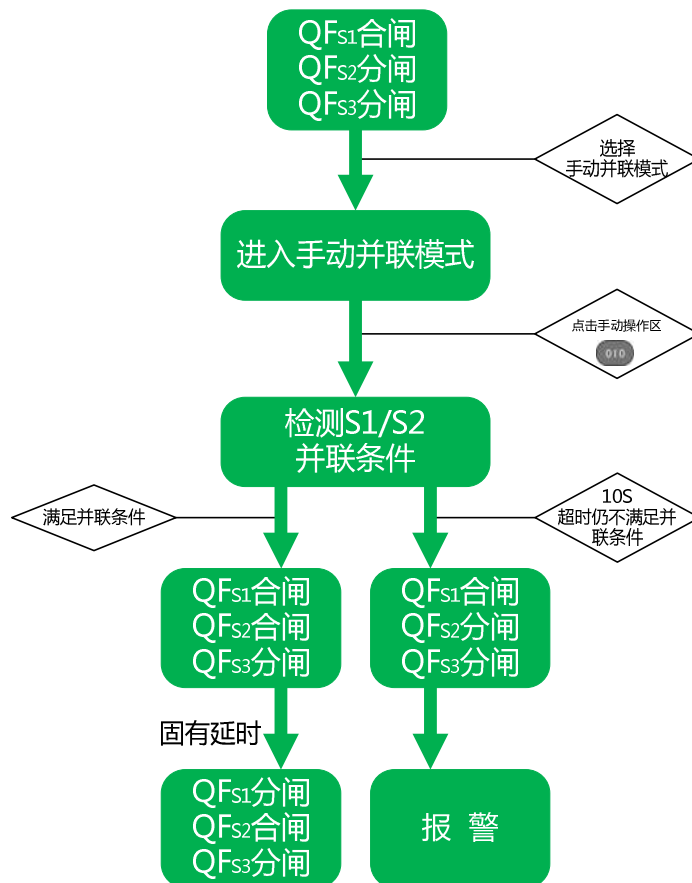 QFS1合闸
QFS2分闸
QFS3分闸
选择
手动并联模式
进入手动并联模式
点击手动操作区
010
检测S1/S2
并联条件
满足并联条件
10S
超时仍不满足并
联条件
QFS1合闸
QFS2合闸
QFS3分闸
QFS1合闸
QFS2分闸
QFS3分闸
固有延时
QFS1分闸
QFS2合闸
QFS3分闸
报 警